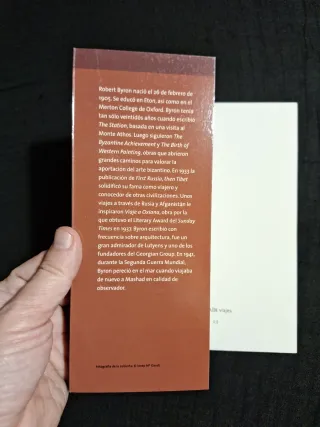 Robert Byron nació el 26 de febrero de
1905. Se educó en Eton, así como en el
Merton College de Oxford. Byron tenía
tan sólo veintidós años cuando escribió
The Station, basada en una visita al
Monte Athos. Luego siguieron The
Byzantine Achievement y The Birth of
Western Painting, obras que abrieron
grandes caminos para valorar la
aportación del arte bizantino. En 1933 la
publicación de First Russia, then Tibet
solidificó su fama como viajero y
conocedor de otras civilizaciones. Unos
viajes a través de Rusia y Afganistán le
inspiraron Viaje a Oxiana, obra por la
que obtuvo el Literary Award del Sunday
Times en 1937. Byron escribió con
frecuencia sobre arquitectura, fue un
gran admirador de Lutyens y uno de los
fundadores del Georgian Group. En 1941,
durante la Segunda Guerra Mundial,
Byron pereció en el mar cuando viajaba
de nuevo a Mashad en calidad de
observador.